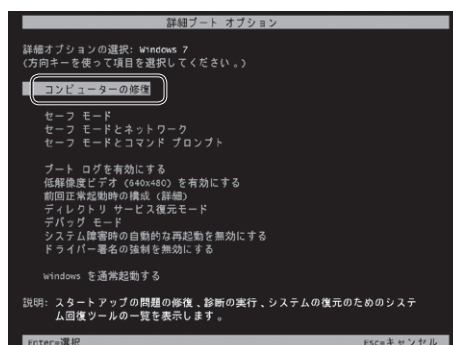 詳細ブート オプション
詳細オプションの選択: Windows 7
(方向キーを使って項目を選択してください。)
コンピューターの修復
セーフ モード
セーフ モードとネットワーク
セーフ モードとコマンド プロンプト
ブート ログを有効にする
低解像度ビデオ (640x480) を有効にする
前回正常起動時の構成 (詳細)
ディレクトリ サービス復元モード
デバッグ モード
システム障害時の自動的な再起動を無効にする
ドライバー署名の強制を無効にする
Windows を通常起動する
説明: スタートアップの問題の修復、診断の実行、システムの復元のためのシステ
ム回復ツールの一覧を表示します。
Enter=選択 ESC=キャンセル